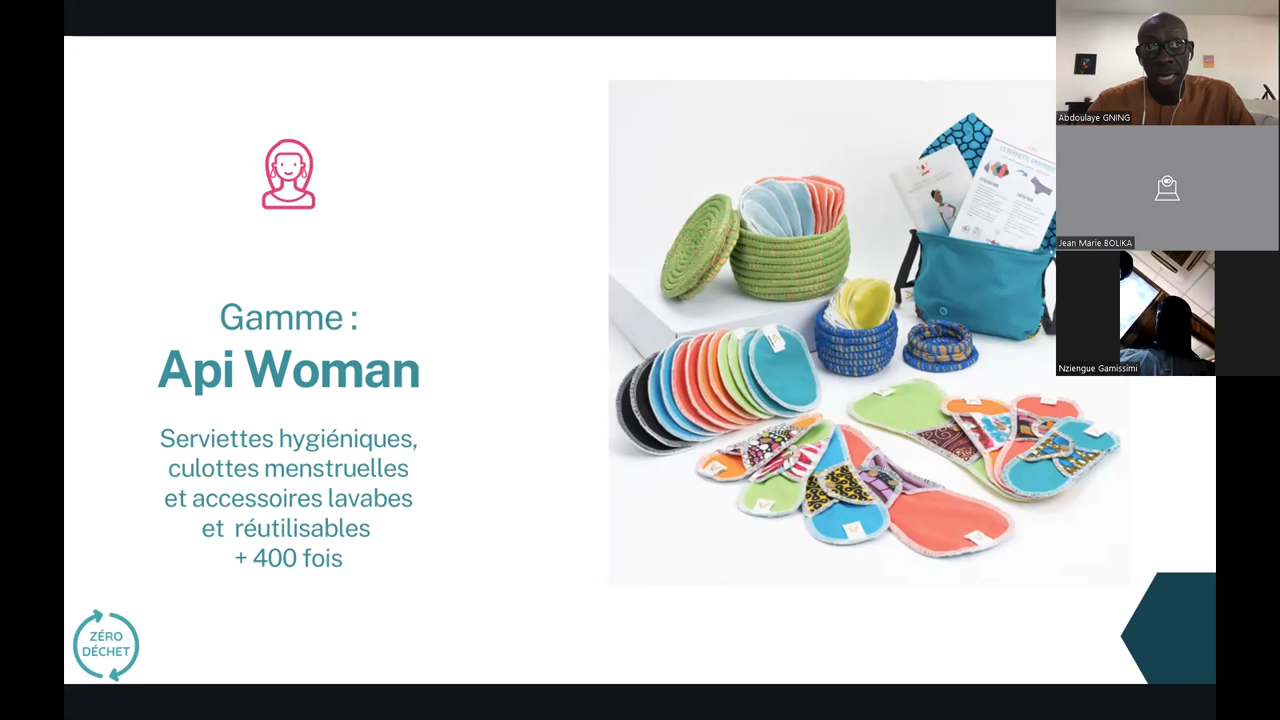 Gamme :
Api Woman
Serviettes hygiéniques,
culottes menstruelles
et accessoires lavabes
et réutilisables
+ 400 fois
ZÉRO
DÉCHET
Abdoulaye GNING
Jean Marie BOLIKA
Nziengue Gamissimi